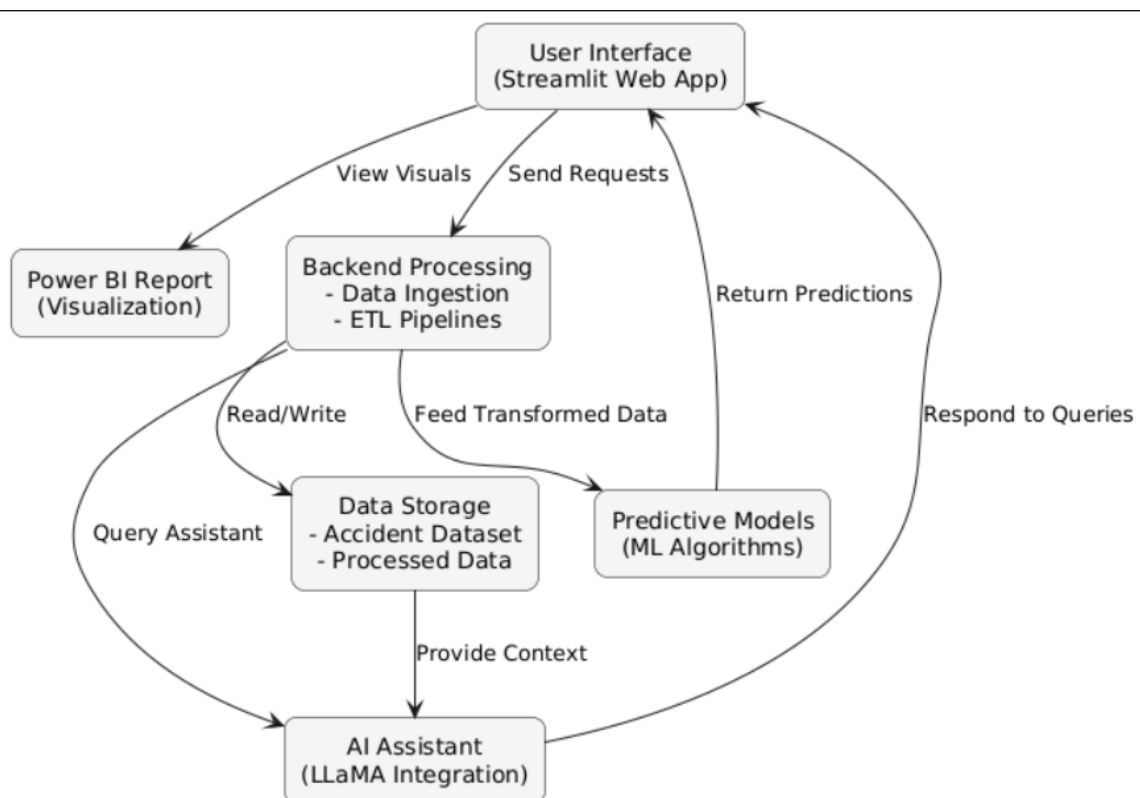 User Interface
(Streamlit Web App)
View Visuals
Send Requests
Power BI Report
(Visualization)
Backend Processing
- Data Ingestion
- ETL Pipelines
Return Predictions
Read/Write
Feed Transformed Data
Respond to Queries
Query Assistant
Data Storage
- Accident Dataset
- Processed Data
Predictive Models
(ML Algorithms)
Provide Context
AI Assistant
(LLaMA Integration)